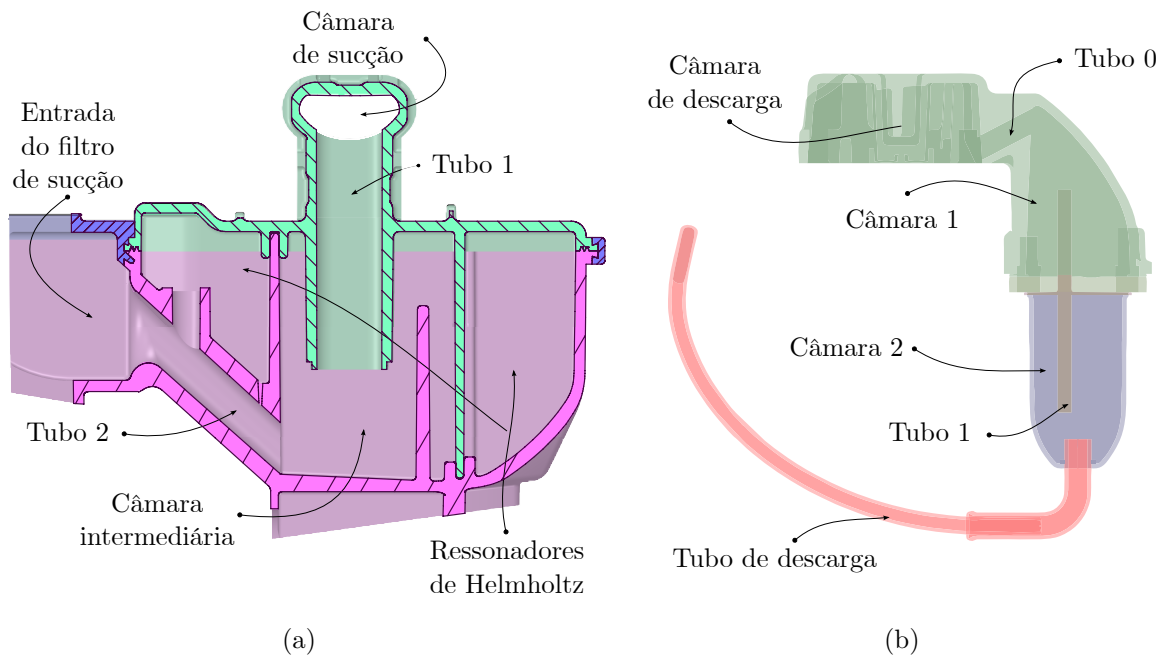 Câmara
de sucção
Entrada
do filtro
de sucção
Tubo 1
Tubo 2
Câmara
intermediária
Ressonadores
de Helmholtz
(a)
Tubo 0
Câmara
de descarga
Câmara 1
Câmara 2
Tubo 1
Tubo de descarga
(b)